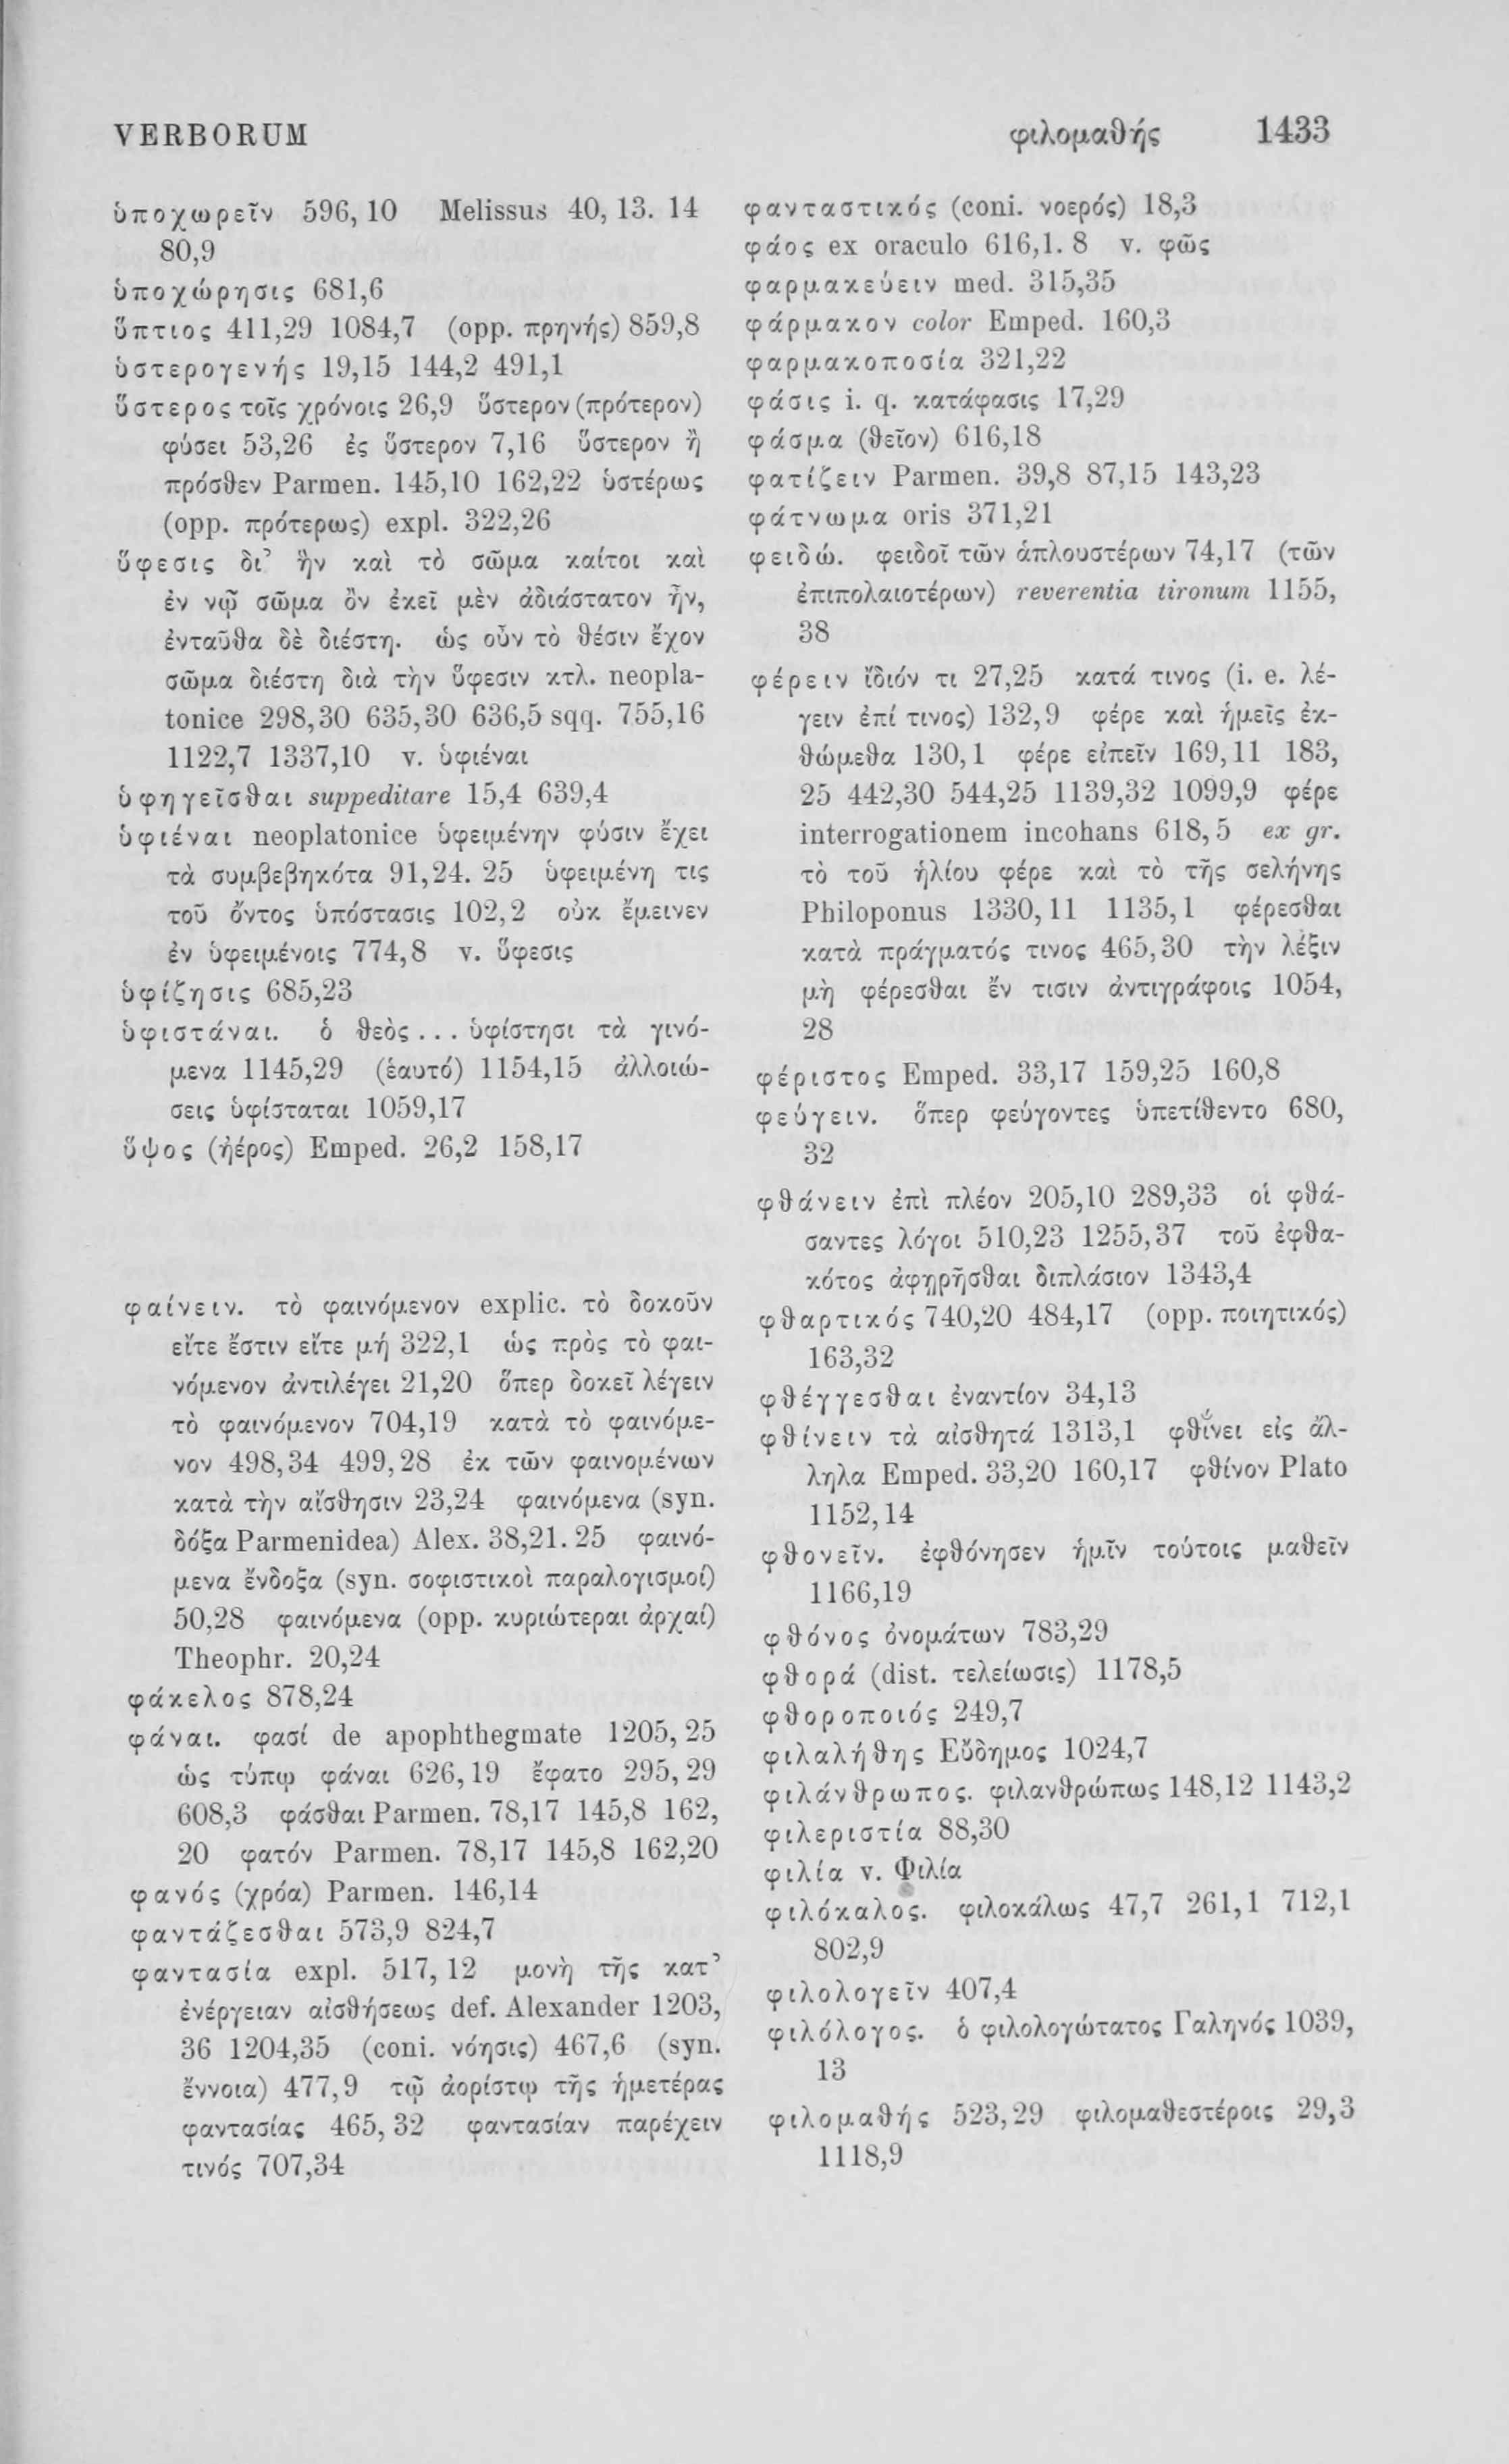 VERBORUM φιλομαθής 1433
ὑποχωρεῖν 596, 10 Melissus 40, 13. 14
80,9
ὑποχώρησις 681,6
ὕπτιος 411,29 1084,7 (opp. πρηνής) 859,8
ὑστερογενής 19,15 144,2 491,1
ὕστερος τοῖς χρόνοις 26,9 ὕστερον (πρότερον)
φύσει 53,26 ἐς ὕστερον 7,16 ὕστερον ἢ
πρόσθεν Parmen. 145,10 162,22 ὑστέρως
(opp. πρότερως) expl. 322,26
ὕφεσις δι’ ἣν καὶ τὸ σῶμα καίτοι καὶ
ἐν νῷ σῶμα ὂν ἐκεῖ μὲν ἀδιάστατον ἦν,
ἐνταῦθα δὲ διέστη. ὡς οὖν τὸ θέσιν ἔχον
σῶμα διέστη διὰ τὴν ὕφεσιν κτλ. neopla-
tonice 298,30 635,30 636,5 sqq. 755,16
1122,7 1337,10 v. ὑφιέναι
ὑφηγεῖσθαι suppeditare 15,4 639,4
ὑφιέναι neoplatonice ὑφειμένην φύσιν ἔχει
τὰ συμβεβηκότα 91,24. 25 ὑφειμένη τις
τοῦ ὄντος ὑπόστασις 102,2 οὐκ ἔμεινεν
ἐν ὑφειμένοις 774,8 v. ὕφεσις
ὑφίζησις 685,23
ὑφιστάναι. ὁ θεὸς ... ὑφίστησι τὰ γινό-
μενα 1145,29 (ἑαυτό) 1154,15 ἀλλοιώ-
σεις ὑφίσταται 1059,17
ὕψος (ἠέρος) Emped. 26,2 158,17
φαίνειν. τὸ φαινόμενον explic. τὸ δοκοῦν
εἴτε ἔστιν εἴτε μή 322,1 ὡς πρὸς τὸ φαι-
νόμενον ἀντιλέγει 21,20 ὅπερ δοκεῖ λέγειν
τὸ φαινόμενον 704,19 κατὰ τὸ φαινόμε-
νον 498,34 499,28 ἐκ τῶν φαινομένων
κατὰ τὴν αἴσθησιν 23,24 φαινόμενα (syn.
δόξα Parmenidea) Alex. 38,21. 25 φαινό-
μενα ἔνδοξα (syn. σοφιστικοὶ παραλογισμοί)
50,28 φαινόμενα (opp. κυριώτεραι ἀρχαί)
Theophr. 20,24
φάκελος 878,24
φάναι. φασί de apophthegmate 1205, 25
ὡς τύπῳ φάναι 626,19 ἔφατο 295,29
608,3 φάσθαι Parmen. 78,17 145,8 162,
20 φατόν Parmen. 78,17 145,8 162,20
φανός (χρόα) Parmen. 146,14
φαντάζεσθαι 573,9 824,7
φαντασία expl. 517, 12 μονὴ τῆς κατ’
ἐνέργειαν αἰσθήσεως def. Alexander 1203,
36 1204,35 (coni. νόησις) 467,6 (syn.
ἔννοια) 477,9 τῷ ἀορίστῳ τῆς ἡμετέρας
φαντασίας 465, 32 φαντασίαν παρέχειν
τινός 707,34
φανταστικός (coni. νοερός) 18,3
φάος ex oraculo 616,1. 8 v. φῶς
φαρμακεύειν med. 315,35
φάρμακον color Emped. 160,3
φαρμακοποσία 321,22
φάσις i. q. κατάφασις 17,29
φάσμα (θεῖον) 616,18
φατίζειν Parmen. 39,8 87,15 143,23
φάτνωμα oris 371,21
φειδώ. φειδοῖ τῶν ἁπλουστέρων 74,17 (τῶν
ἐπιπολαιοτέρων) reverentia tironum 1155,
38
φέρειν ἴδιόν τι 27,25 κατά τινος (i. e. λέ-
γειν ἐπί τινος) 132,9 φέρε καὶ ἡμεῖς ἐκ-
θώμεθα 130,1 φέρε εἰπεῖν 169,11 183,
25 442,30 544,25 1139,32 1099,9 φέρε
interrogationem incohans 618,5 ex gr.
τὸ τοῦ ἡλίου φέρε καὶ τὸ τῆς σελήνης
Philoponus 1330,11 1135,1 φέρεσθαι
κατὰ πράγματός τινος 465,30 τὴν λέξιν
μὴ φέρεσθαι ἔν τισιν ἀντιγράφοις 1054,
28
φέριστος Emped. 33,17 159,25 160,8
φεύγειν. ὅπερ φεύγοντες ὑπετίθεντο 680,
32
φθάνειν ἐπὶ πλέον 205,10 289,33 οἱ φθά-
σαντες λόγοι 510,23 1255,37 τοῦ ἐφθα-
κότος ἀφῃρῆσθαι διπλάσιον 1343,4
φθαρτικός 740,20 484,17 (opp. ποιητικός)
163,32
φθέγγεσθαι ἐναντίον 34,13
φθίνειν τὰ αἰσθητά 1313,1 φθί̄νει εἰς ἄλ-
ληλα Emped. 33,20 160,17 φθίνον Plato
1152,14
φθονεῖν. ἐφθόνησεν ἡμῖν τούτοις μαθεῖν
1166,19
φθόνος ὀνομάτων 783,29
φθορά (dist. τελείωσις) 1178,5
φθοροποιός 249,7
φιλαλήθης Εὔδημος 1024,7
φιλάνθρωπος. φιλανθρώπως 148,12 1143,2
φιλεριστία 88,30
φιλία v. Φιλία
φιλόκαλος. φιλοκάλως 47,7 261,1 712,1
802,9
φιλολογεῖν 407,4
φιλόλογος. ὁ φιλολογώτατος Γαληνός 1039,
13
φιλομαθής 523,29 φιλομαθεστέροις 29,3
1118,9